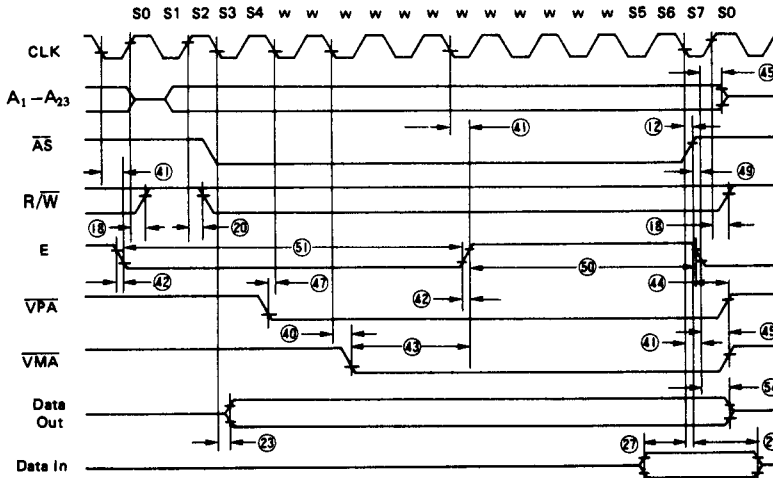 S0 S1 S2 S3 S4 w w w w w w w w w w w w S5 S6 S7 S0
CLK
45
A1–A23
41 12
AS
41 49
R/W
18 20 18
E 51
50
42 47 42 44
VPA
40 43 41 45
VMA
54
Data
Out
23 27
Data In